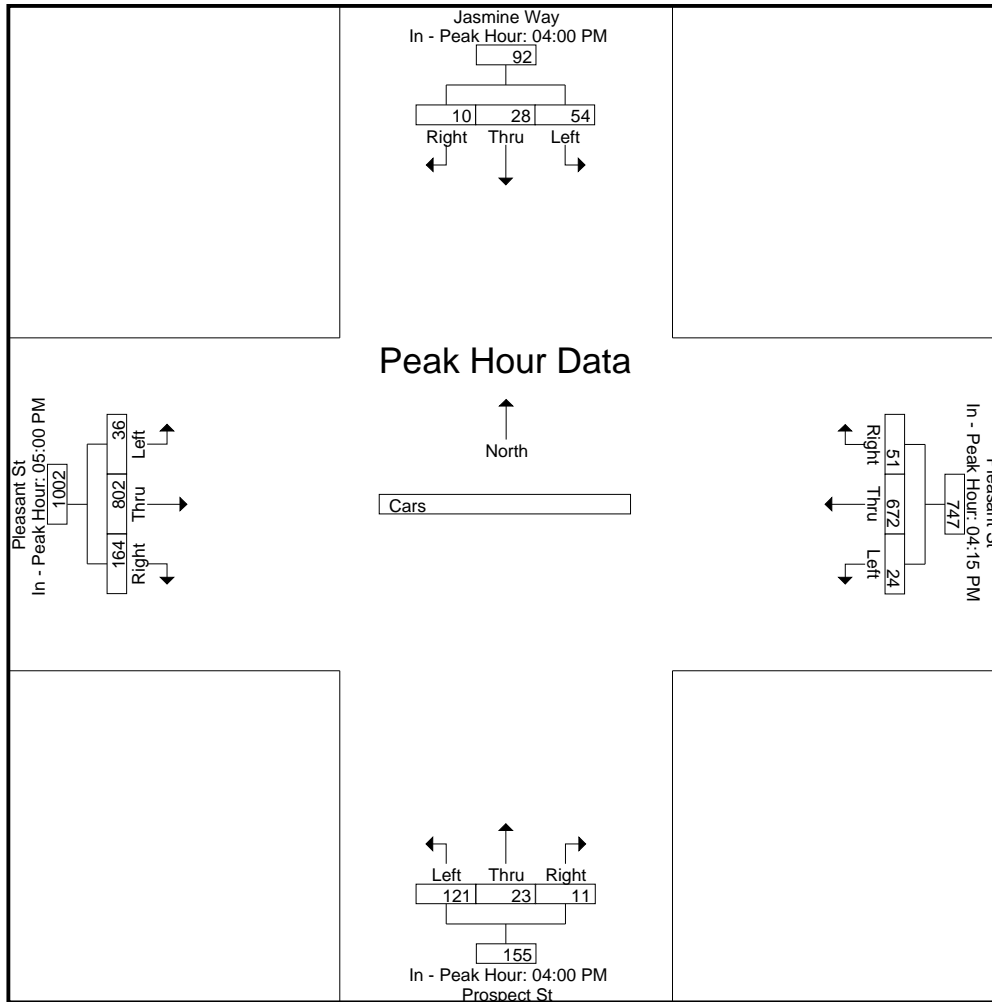 Jasmine Way
In - Peak Hour: 04:00 PM
92
10 28 54
Right Thru Left
Peak Hour Data
North
Cars
Pleasant St
In - Peak Hour: 05:00 PM
1002
36 802 164
Left Thru Right
Pleasant St
In - Peak Hour: 04:15 PM
747
51 672 24
Right Thru Left
Left Thru Right
121 23 11
155
In - Peak Hour: 04:00 PM
Prospect St